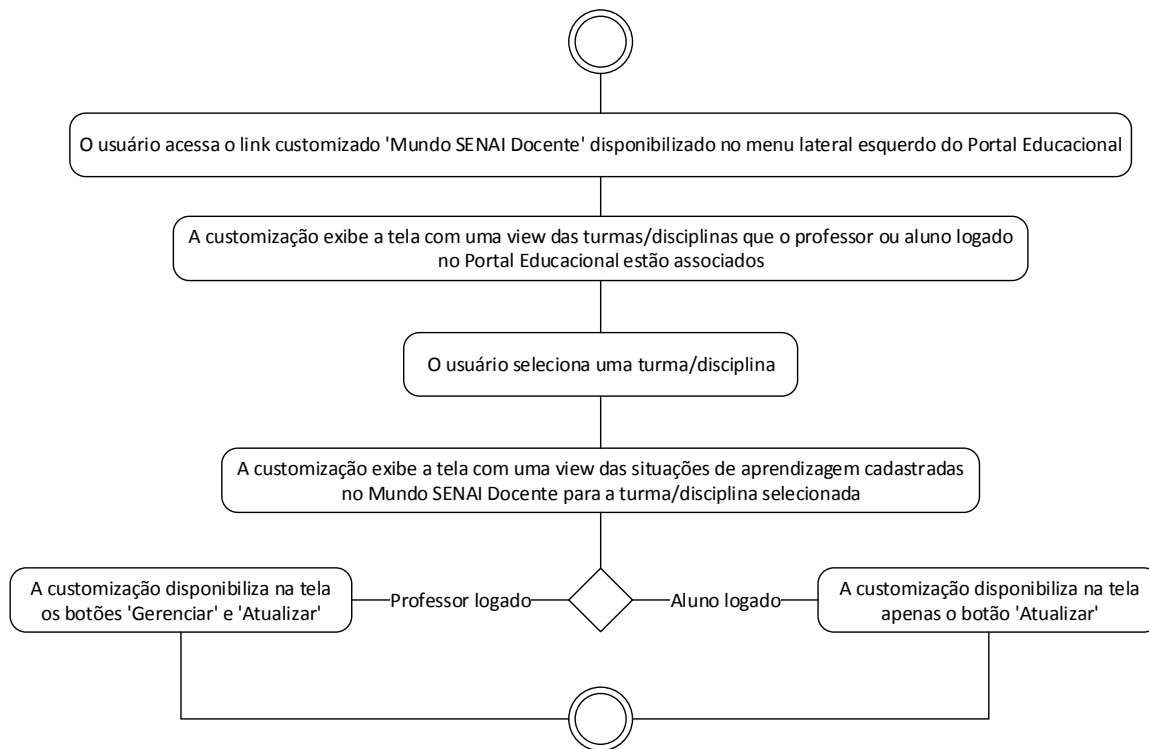 O usuário acessa o link customizado 'Mundo SENAI Docente' disponibilizado no menu lateral esquerdo do Portal Educacional
A customização exibe a tela com uma view das turmas/disciplinas que o professor ou aluno logado
no Portal Educacional estão associados
O usuário seleciona uma turma/disciplina
A customização exibe a tela com uma view das situações de aprendizagem cadastradas
no Mundo SENAI Docente para a turma/disciplina selecionada
A customização disponibiliza na tela
os botões 'Gerenciar' e 'Atualizar'
Professor logado
Aluno logado
A customização disponibiliza na tela
apenas o botão 'Atualizar'